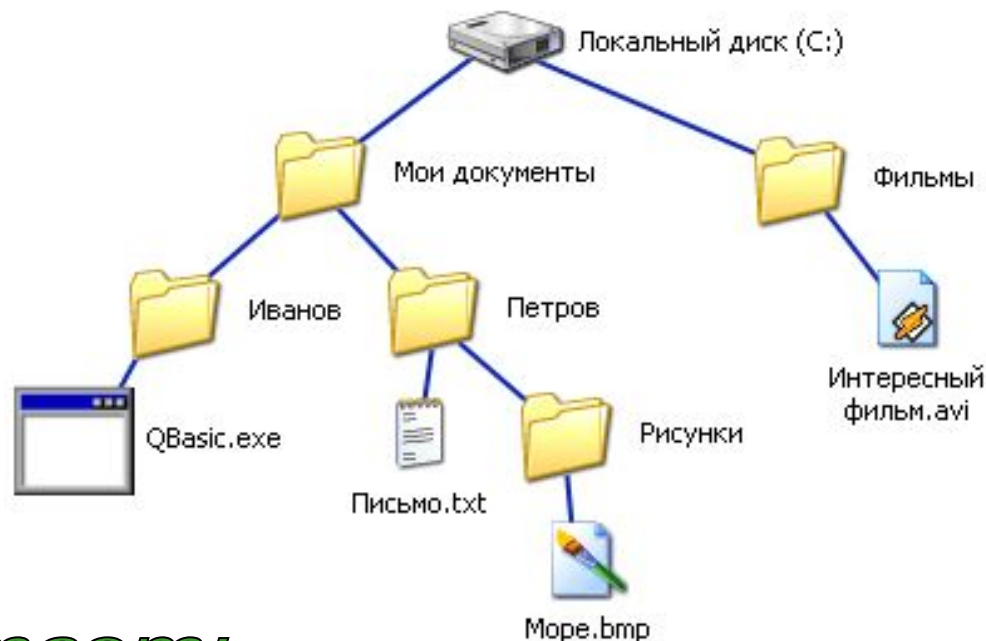 Локальный диск (C:)
Мои документы
Фильмы
Иванов
Петров
Интересный
фильм.avi
QBasic.exe
Рисунки
Письмо.txt
Море.bmp